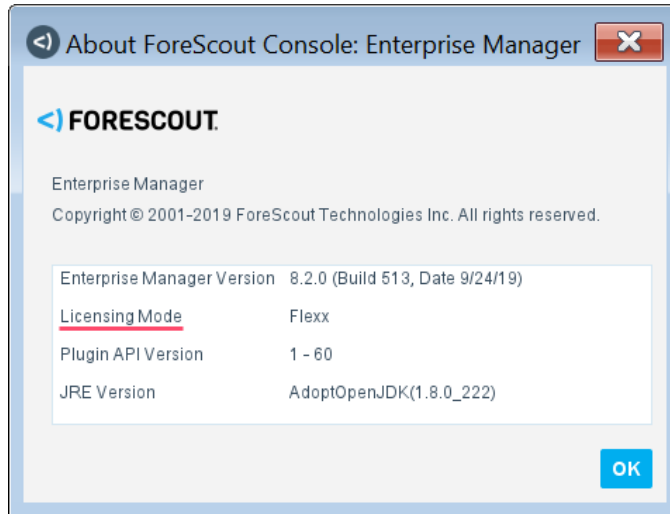 About ForeScout Console: Enterprise Manager
FORESCOUT.
Enterprise Manager
Copyright © 2001-2019 ForeScout Technologies Inc. All rights reserved.
Enterprise Manager Version 8.2.0 (Build 513, Date 9/24/19)
Licensing Mode Flexx
Plugin API Version 1 - 60
JRE Version AdoptOpenJDK(1.8.0_222)
OK